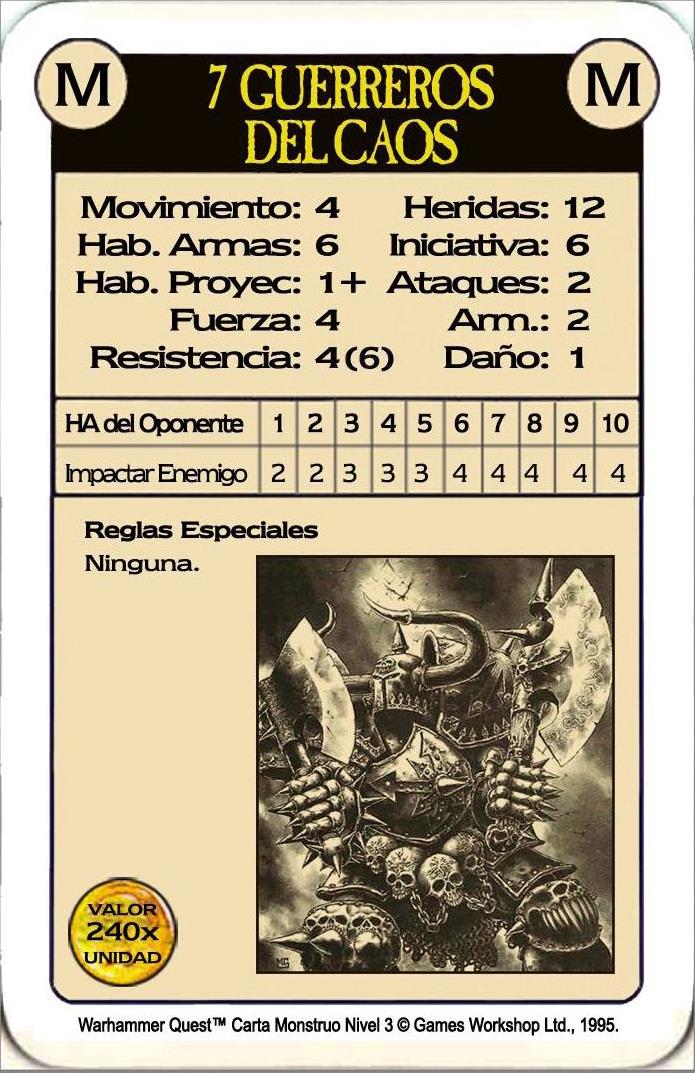 M 7 GUERREROS M
DEL CAOS
Movimiento: 4 Heridas: 12
Hab. Armas: 6 Iniciativa: 6
Hab. Proyec: 1+ Ataques: 2
Fuerza: 4 Arm.: 2
Resistencia: 4(6) Daño: 1
HA del Oponente 1 2 3 4 5 6 7 8 9 10
Impactar Enemigo 2 2 3 3 3 4 4 4 4 4
Reglas Especiales
Ninguna.
VALOR
240x
UNIDAD
MG
Warhammer Quest™ Carta Monstruo Nivel 3 © Games Workshop Ltd., 1995.